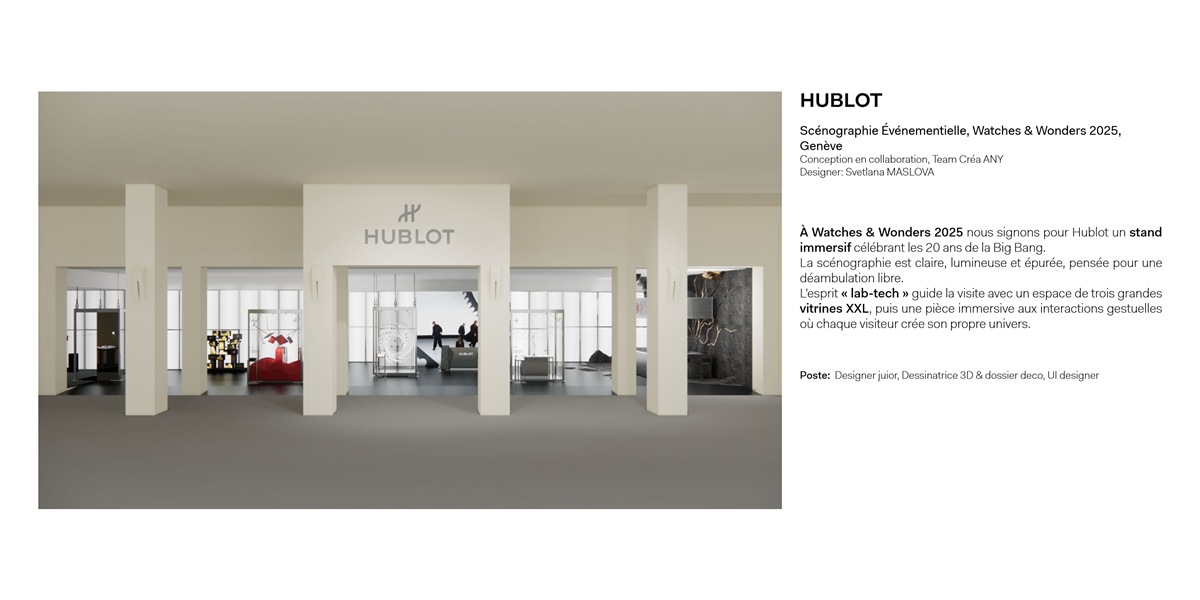 HUBLOT
HUBLOT
HUBLOT
Scénographie Événementielle, Watches & Wonders 2025,
Genève
Conception en collaboration, Team Créa ANY
Designer: Svetlana MASLOVA
À Watches & Wonders 2025 nous signons pour Hublot un stand
immersif célébrant les 20 ans de la Big Bang.
La scénographie est claire, lumineuse et épurée, pensée pour une
déambulation libre.
L'esprit « lab-tech » guide la visite avec un espace de trois grandes
vitrines XXL, puis une pièce immersive aux interactions gestuelles
où chaque visiteur crée son propre univers.
Poste: Designer juior, Dessinatrice 3D & dossier deco, UI designer